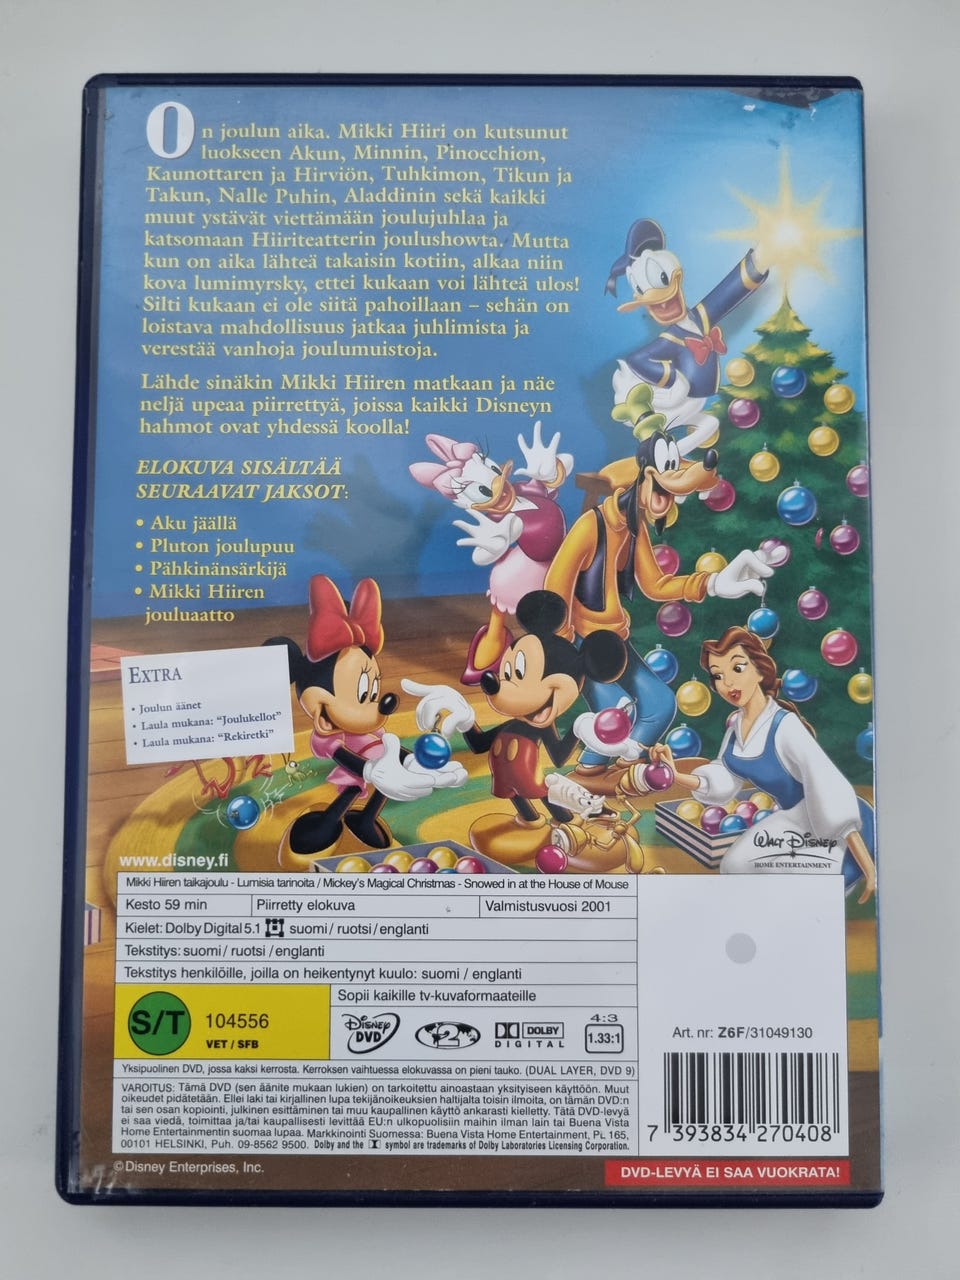 On joulun aika. Mikki Hiiri on kutsunut
luokseen Akun, Minnin, Pinocchion,
Kaunottaren ja Hirviön, Tuhkimon, Tikun ja
Takun, Nalle Puhin, Aladdinin sekä kaikki
muut ystävät viettämään joulujuhlaa ja
katsomaan Hiiriteatterin joulushowta. Mutta
kun on aika lähteä takaisin kotiin, alkaa niin
kova lumimyrsky, ettei kukaan voi lähteä ulos!
Silti kukaan ei ole siitä pahoillaan – sehän on
loistava mahdollisuus jatkaa juhlimista ja
verestää vanhoja joulumuistoja.
Lähde sinäkin Mikki Hiiren matkaan ja näe
neljä upeaa piirrettyä, joissa kaikki Disneyn
hahmot ovat yhdessä koolla!
ELOKUVA SISÄLTÄÄ
SEURAAVAT JAKSOT:
• Aku jäällä
• Pluton joulupuu
• Pähkinänsärkijä
• Mikki Hiiren
jouluaatto
EXTRA
• Joulun äänet
• Laula mukana: “Joulukellot”
• Laula mukana: “Rekiretki”
www.disney.fi
WALT DISNEY
HOME ENTERTAINMENT
Mikki Hiiren taikajoulu - Lumisia tarinoita / Mickey's Magical Christmas - Snowed in at the House of Mouse
Kesto 59 min Piirretty elokuva Valmistusvuosi 2001
Kielet: Dolby Digital 5.1 suomi / ruotsi / englanti
Tekstitys: suomi / ruotsi / englanti
Tekstitys henkilöille, joilla on heikentynyt kuulo: suomi / englanti
S/T 104556
VET / SFB
Sopii kaikille tv-kuvaformaateille
DISNEY DVD 2 DOLBY DIGITAL 4:3 1.33:1
Art. nr: Z6F/31049130
Yksipuolinen DVD, jossa kaksi kerrosta. Kerroksen vaihtuessa elokuvassa on pieni tauko. (DUAL LAYER, DVD 9)
VAROITUS: Tämä DVD (sen äänite mukaan lukien) on tarkoitettu ainoastaan yksityiseen käyttöön. Muut
oikeudet pidätetään. Ellei laki tai kirjallinen lupa tekijänoikeuksien haltijalta toisin ilmoita, on tämän DVD:n
tai sen osan kopiointi, julkinen esittäminen tai muu kaupallinen käyttö ankarasti kielletty. Tätä DVD-levyä
ei saa viedä, toimittaa ja/tai kaupallisesti levittää EU:n ulkopuolisiin maihin ilman lain tai Buena Vista
Home Entertainmentin suomaa lupaa. Markkinointi Suomessa: Buena Vista Home Entertainment, PL 165,
00101 HELSINKI, Puh. 09-8562 9500. Dolby and the symbol are trademarks of Dolby Laboratories Licensing Corporation.
7 393834 270408
©Disney Enterprises, Inc.
DVD-LEVYÄ EI SAA VUOKRATA!